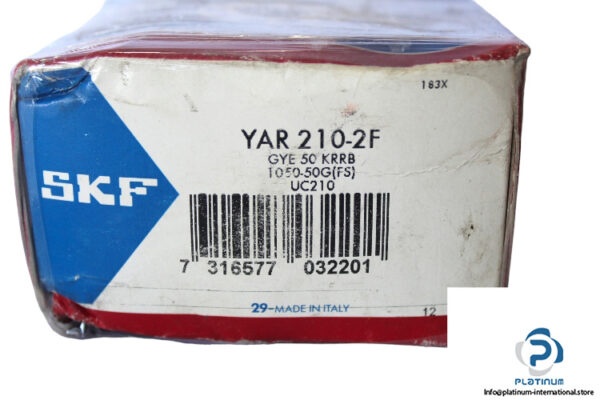 183X
SKF
YAR 210-2F
GYE 50 KRRB
1050-50G(FS)
UC210
7 316577 032201
29-MADE IN ITALY
12
P
PLATINUM
Info@platinum-international.store